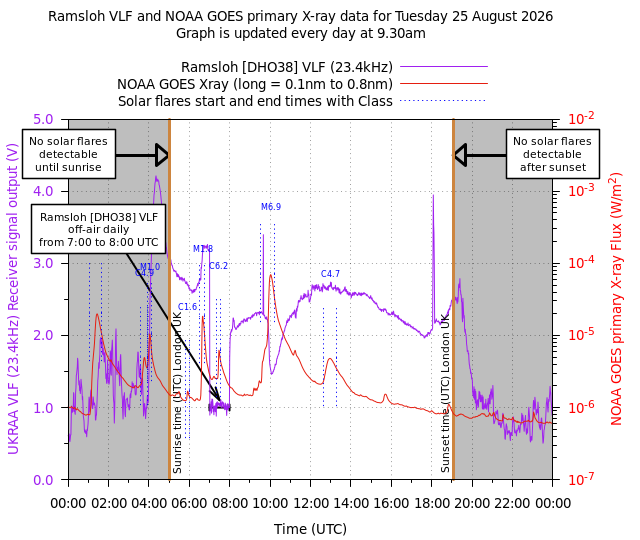 Ramsloh VLF and NOAA GOES primary X-ray data for Tuesday 25 August 2026
Graph is updated every day at 9.30am
Ramsloh [DHO38] VLF (23.4kHz)
NOAA GOES Xray (long = 0.1nm to 0.8nm)
Solar flares start and end times with Class
5.0
4.0
3.0
2.0
1.0
0.0
UKRAA VLF (23.4kHz) Receiver signal output (V)
No solar flares
detectable
until sunrise
Ramsloh [DHO38] VLF
off-air daily
from 7:00 to 8:00 UTC
No solar flares
detectable
after sunset
M1.0
C4.9
C1.6
M1.8
C6.2
M6.9
C4.7
Sunrise time (UTC) London UK
Sunset time (UTC) London UK
10-2
10-3
10-4
10-5
10-6
10-7
NOAA GOES primary X-ray Flux (W/m2)
00:00 02:00 04:00 06:00 08:00 10:00 12:00 14:00 16:00 18:00 20:00 22:00 00:00
Time (UTC)